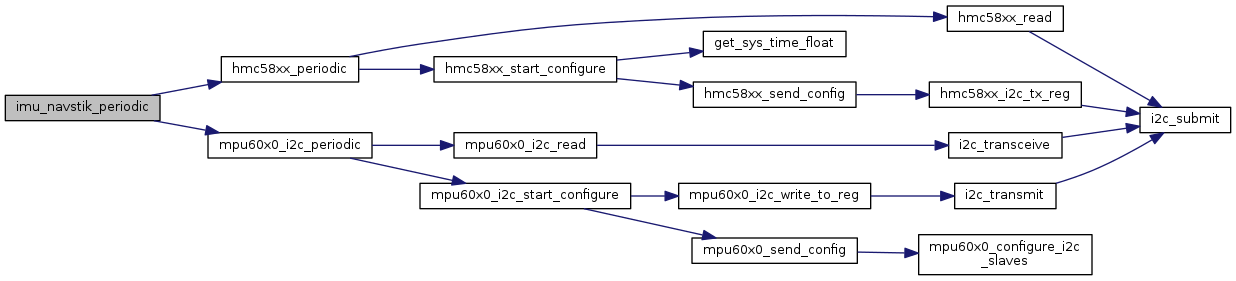 hmc58xx_read
get_sys_time_float
hmc58xx_periodic
hmc58xx_start_configure
hmc58xx_send_config
hmc58xx_i2c_tx_reg
imu_navstik_periodic
i2c_submit
mpu60x0_i2c_periodic
mpu60x0_i2c_read
i2c_transceive
mpu60x0_i2c_start_configure
mpu60x0_i2c_write_to_reg
i2c_transmit
mpu60x0_send_config
mpu60x0_configure_i2c
_slaves